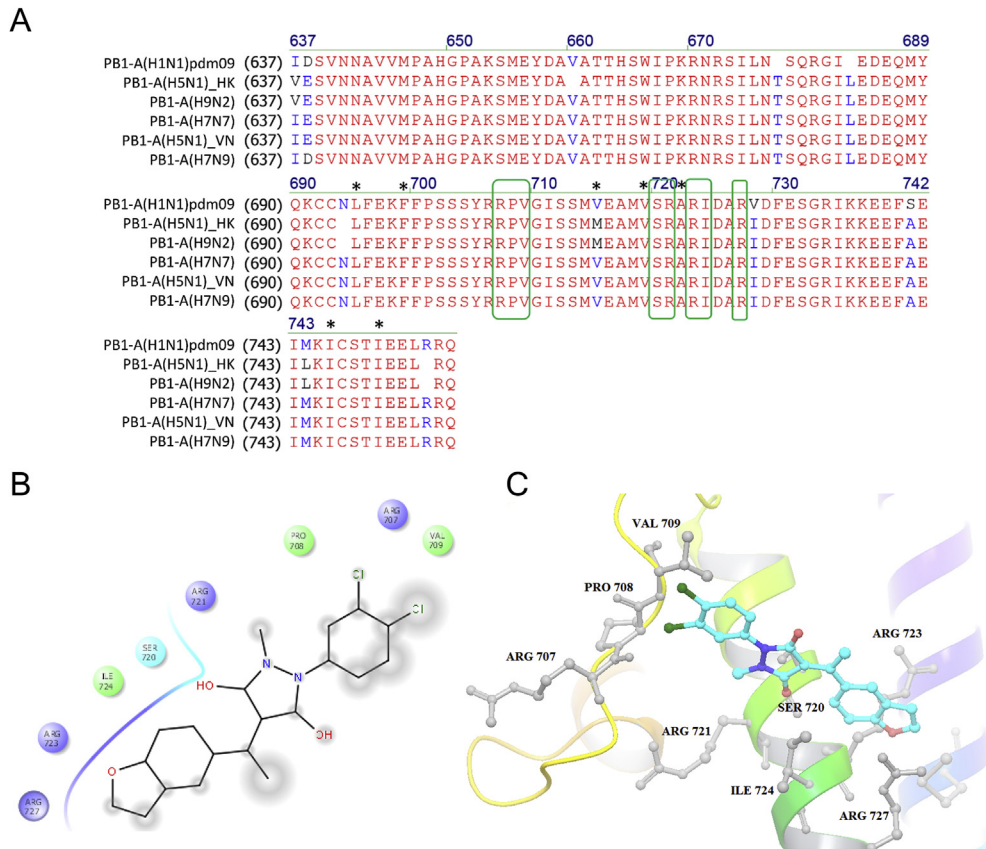 A
637 650 660 670 689
PB1-A(H1N1)pdm09 (637) IDSVNNAVVMPAHGPAKSMEYDAVATTHSWIPKRNRSILN SQRGI EDEQMY
PB1-A(H5N1)_HK (637) VESVNNAVVMPAHGPAKSMEYDA ATTHSWIPKRNRSILNTSQRGILEDEQMY
PB1-A(H9N2) (637) VESVNNAVVMPAHGPAKSMEYDAVATTHSWIPKRNRSILNTSQRGILEDEQMY
PB1-A(H7N7) (637) IESVNNAVVMPAHGPAKSMEYDAVATTHSWIPKRNRSILNTSQRGILEDEQMY
PB1-A(H5N1)_VN (637) IESVNNAVVMPAHGPAKSMEYDAVATTHSWIPKRNRSILNTSQRGILEDEQMY
PB1-A(H7N9) (637) IDSVNNAVVMPAHGPAKSMEYDAVATTHSWIPKRNRSILNTSQRGILEDEQMY
690 * * 700 710 * * 720 * 730 742
PB1-A(H1N1)pdm09 (690) QKCCNLFEKFFPSSSYRRPVGISSMVEAMVSRARIDARVDFESGRIKKEEFSE
PB1-A(H5N1)_HK (690) QKCC LFEKFFPSSSYRRPVGISSMMEAMVSRARIDARIDFESGRIKKEEFAE
PB1-A(H9N2) (690) QKCC LFEKFFPSSSYRRPVGISSMMEAMVSRARIDARIDFESGRIKKEEFAE
PB1-A(H7N7) (690) QKCCNLFEKFFPSSSYRRPVGISSMVEAMVSRARIDARIDFESGRIKKEEFAE
PB1-A(H5N1)_VN (690) QKCCNLFEKFFPSSSYRRPVGISSMVEAMVSRARIDARIDFESGRIKKEEFAE
PB1-A(H7N9) (690) QKCCNLFEKFFPSSSYRRPVGISSMVEAMVSRARIDARIDFESGRIKKEEFAE
743 * *
PB1-A(H1N1)pdm09 (743) IMKICSTIEELRRQ
PB1-A(H5N1)_HK (743) ILKICSTIEEL RQ
PB1-A(H9N2) (743) ILKICSTIEEL RQ
PB1-A(H7N7) (743) IMKICSTIEELRRQ
PB1-A(H5N1)_VN (743) IMKICSTIEELRRQ
PB1-A(H7N9) (743) IMKICSTIEELRRQ
B
ARG 707
PRO 708
VAL 709
Cl
Cl
ARG 721
SER 720
N
N
ILE 724
HO
OH
ARG 723
O
ARG 727
C
VAL 709
PRO 708
ARG 723
ARG 707
SER 720
ARG 721
ILE 724
ARG 727